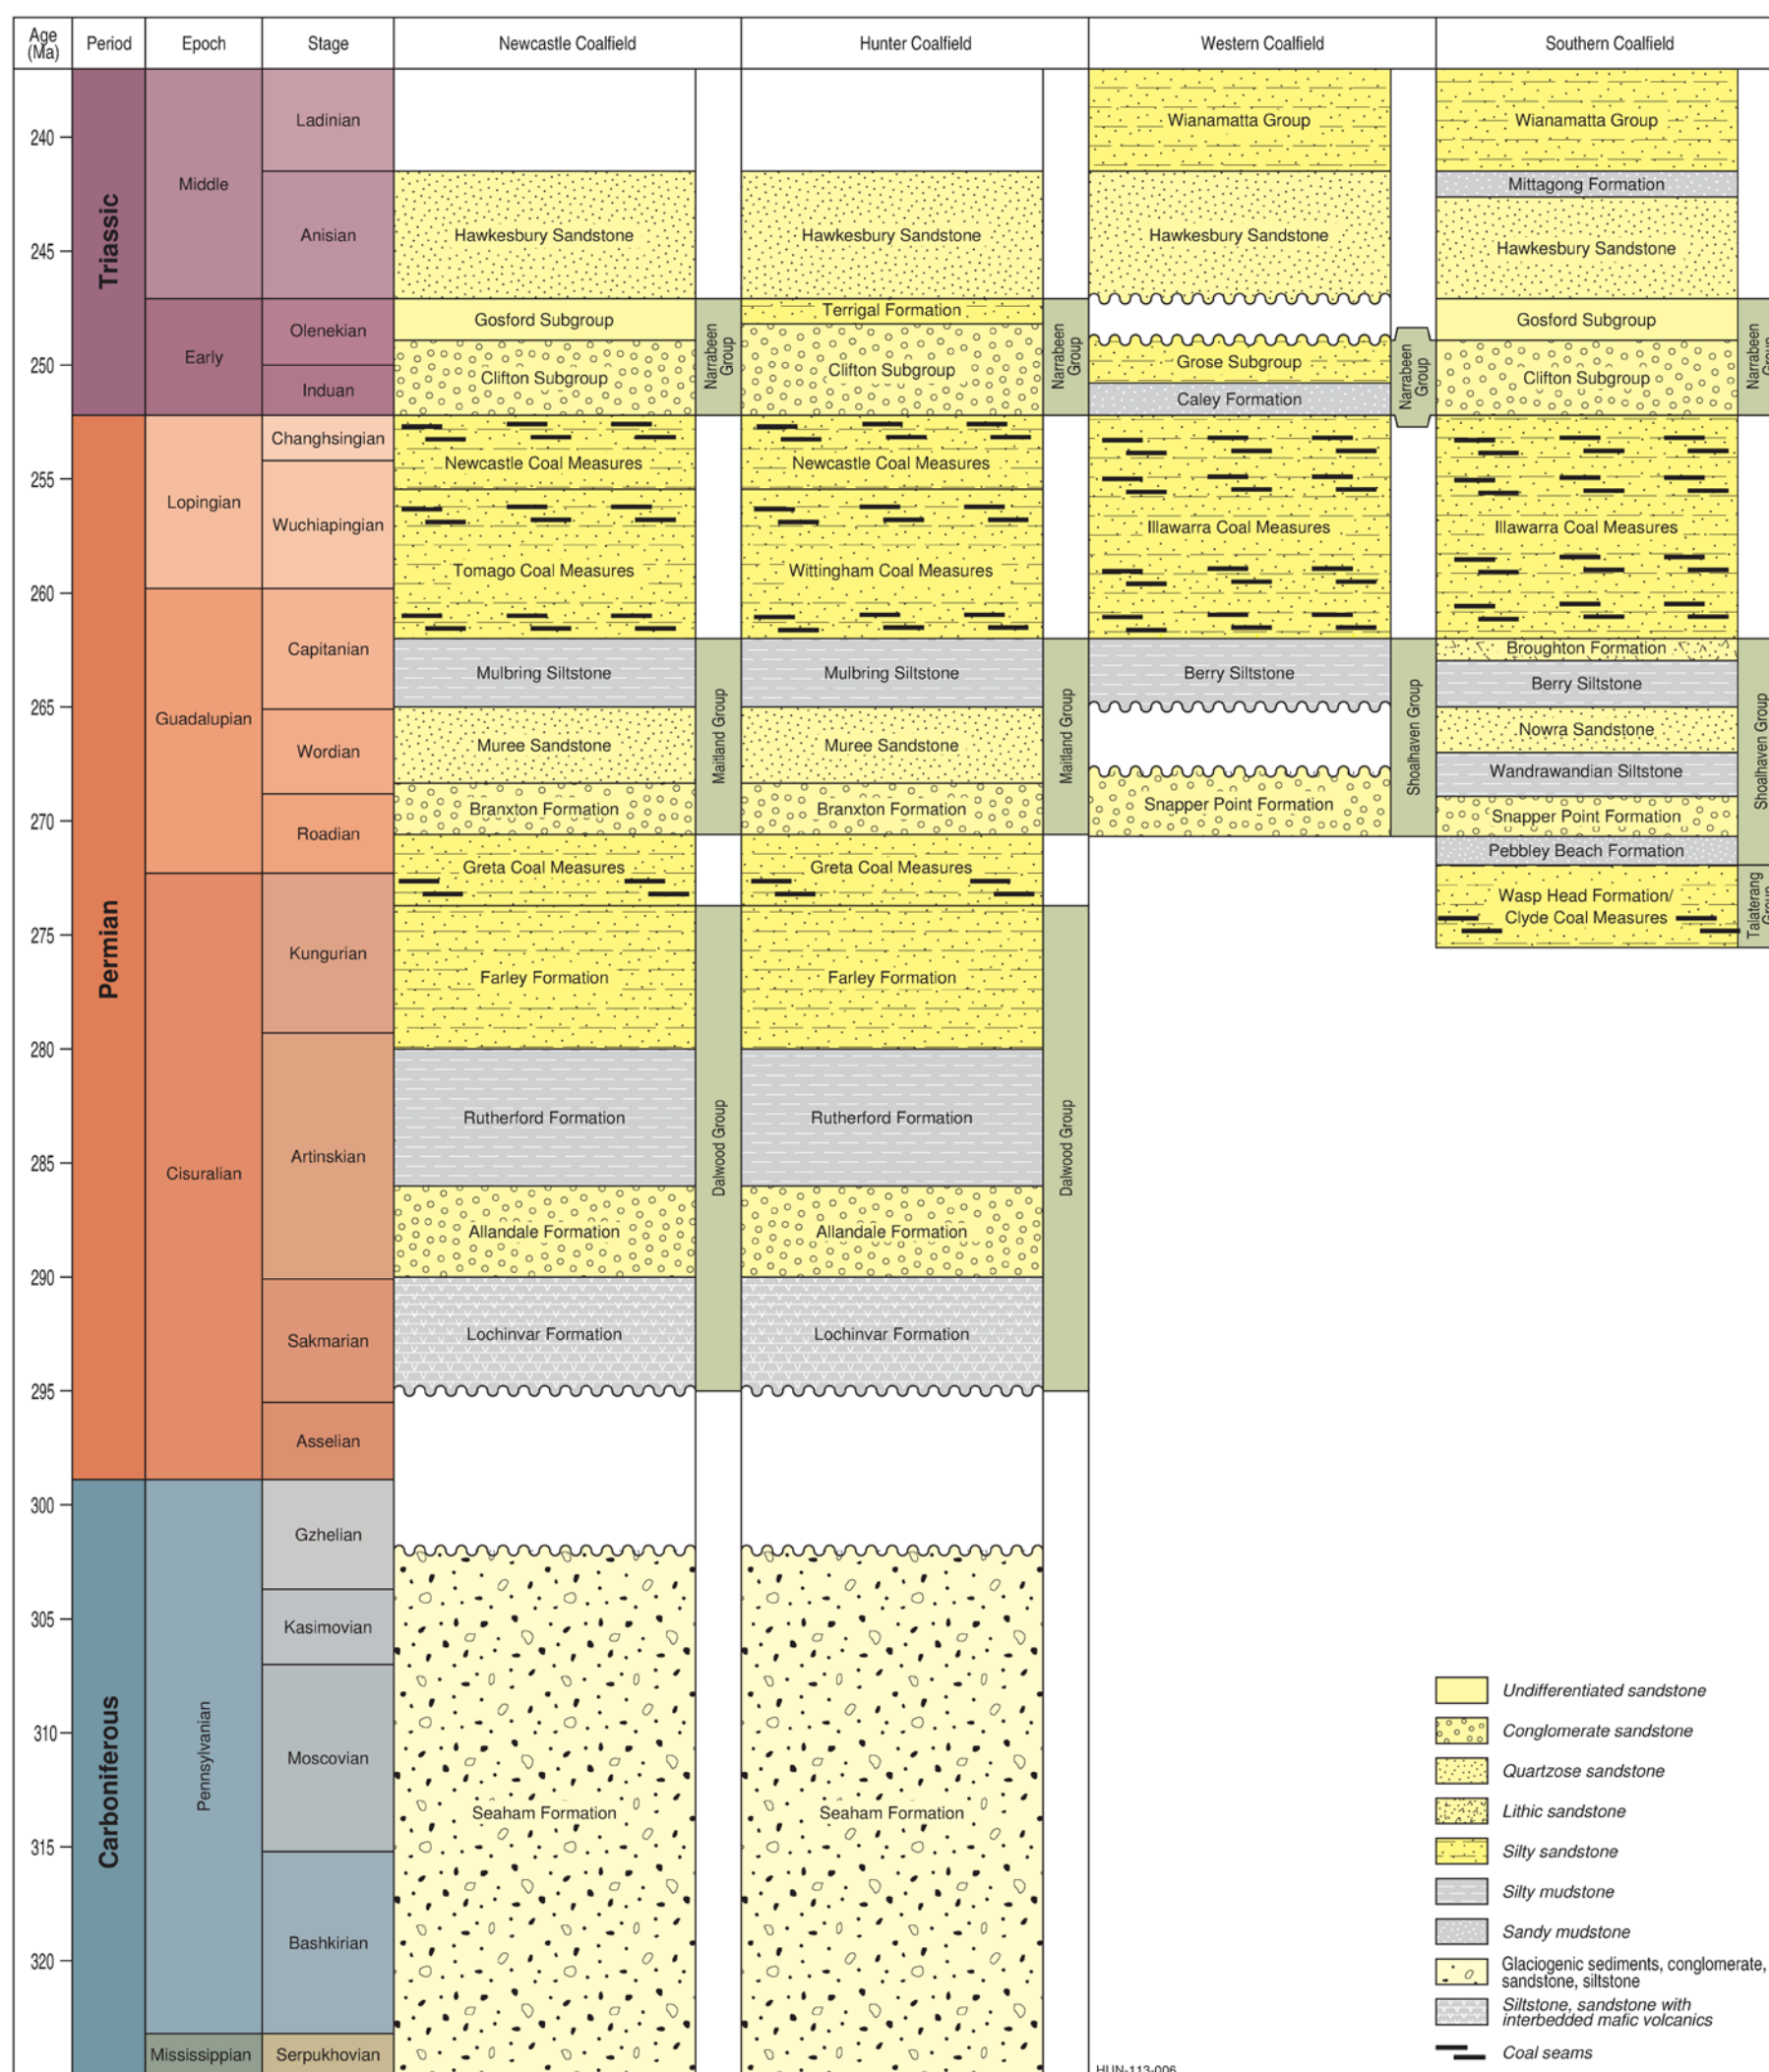 Age
(Ma)
Period
Epoch
Stage
Newcastle Coalfield
Hunter Coalfield
Western Coalfield
Southern Coalfield
240
245
250
255
260
265
270
275
280
285
290
295
300
305
310
315
320
Triassic
Permian
Carboniferous
Middle
Early
Lopingian
Guadalupian
Cisuralian
Pennsylvanian
Mississippian
Ladinian
Anisian
Olenekian
Induan
Changhsingian
Wuchiapingian
Capitanian
Wordian
Roadian
Kungurian
Artinskian
Sakmarian
Asselian
Gzhelian
Kasimovian
Moscovian
Bashkirian
Serpukhovian
Hawkesbury Sandstone
Gosford Subgroup
Clifton Subgroup
Newcastle Coal Measures
Tomago Coal Measures
Mulbring Siltstone
Muree Sandstone
Branxton Formation
Greta Coal Measures
Farley Formation
Rutherford Formation
Allandale Formation
Lochinvar Formation
Seaham Formation
Narrabeen
Group
Maitland Group
Dalwood Group
Hawkesbury Sandstone
Terrigal Formation
Clifton Subgroup
Newcastle Coal Measures
Wittingham Coal Measures
Mulbring Siltstone
Muree Sandstone
Branxton Formation
Greta Coal Measures
Farley Formation
Rutherford Formation
Allandale Formation
Lochinvar Formation
Seaham Formation
Narrabeen
Group
Maitland Group
Dalwood Group
Wianamatta Group
Hawkesbury Sandstone
Grose Subgroup
Caley Formation
Illawarra Coal Measures
Berry Siltstone
Snapper Point Formation
Narrabeen
Group
Shoalhaven Group
Wianamatta Group
Mittagong Formation
Hawkesbury Sandstone
Gosford Subgroup
Clifton Subgroup
Illawarra Coal Measures
Broughton Formation
Berry Siltstone
Nowra Sandstone
Wandrawandian Siltstone
Snapper Point Formation
Pebbley Beach Formation
Wasp Head Formation/
Clyde Coal Measures
Narrabeen
Group
Shoalhaven Group
Talaterang
Group
Undifferentiated sandstone
Conglomerate sandstone
Quartzose sandstone
Lithic sandstone
Silty sandstone
Silty mudstone
Sandy mudstone
Glaciogenic sediments, conglomerate,
sandstone, siltstone
Siltstone, sandstone with
interbedded mafic volcanics
Coal seams
HUN-113-006